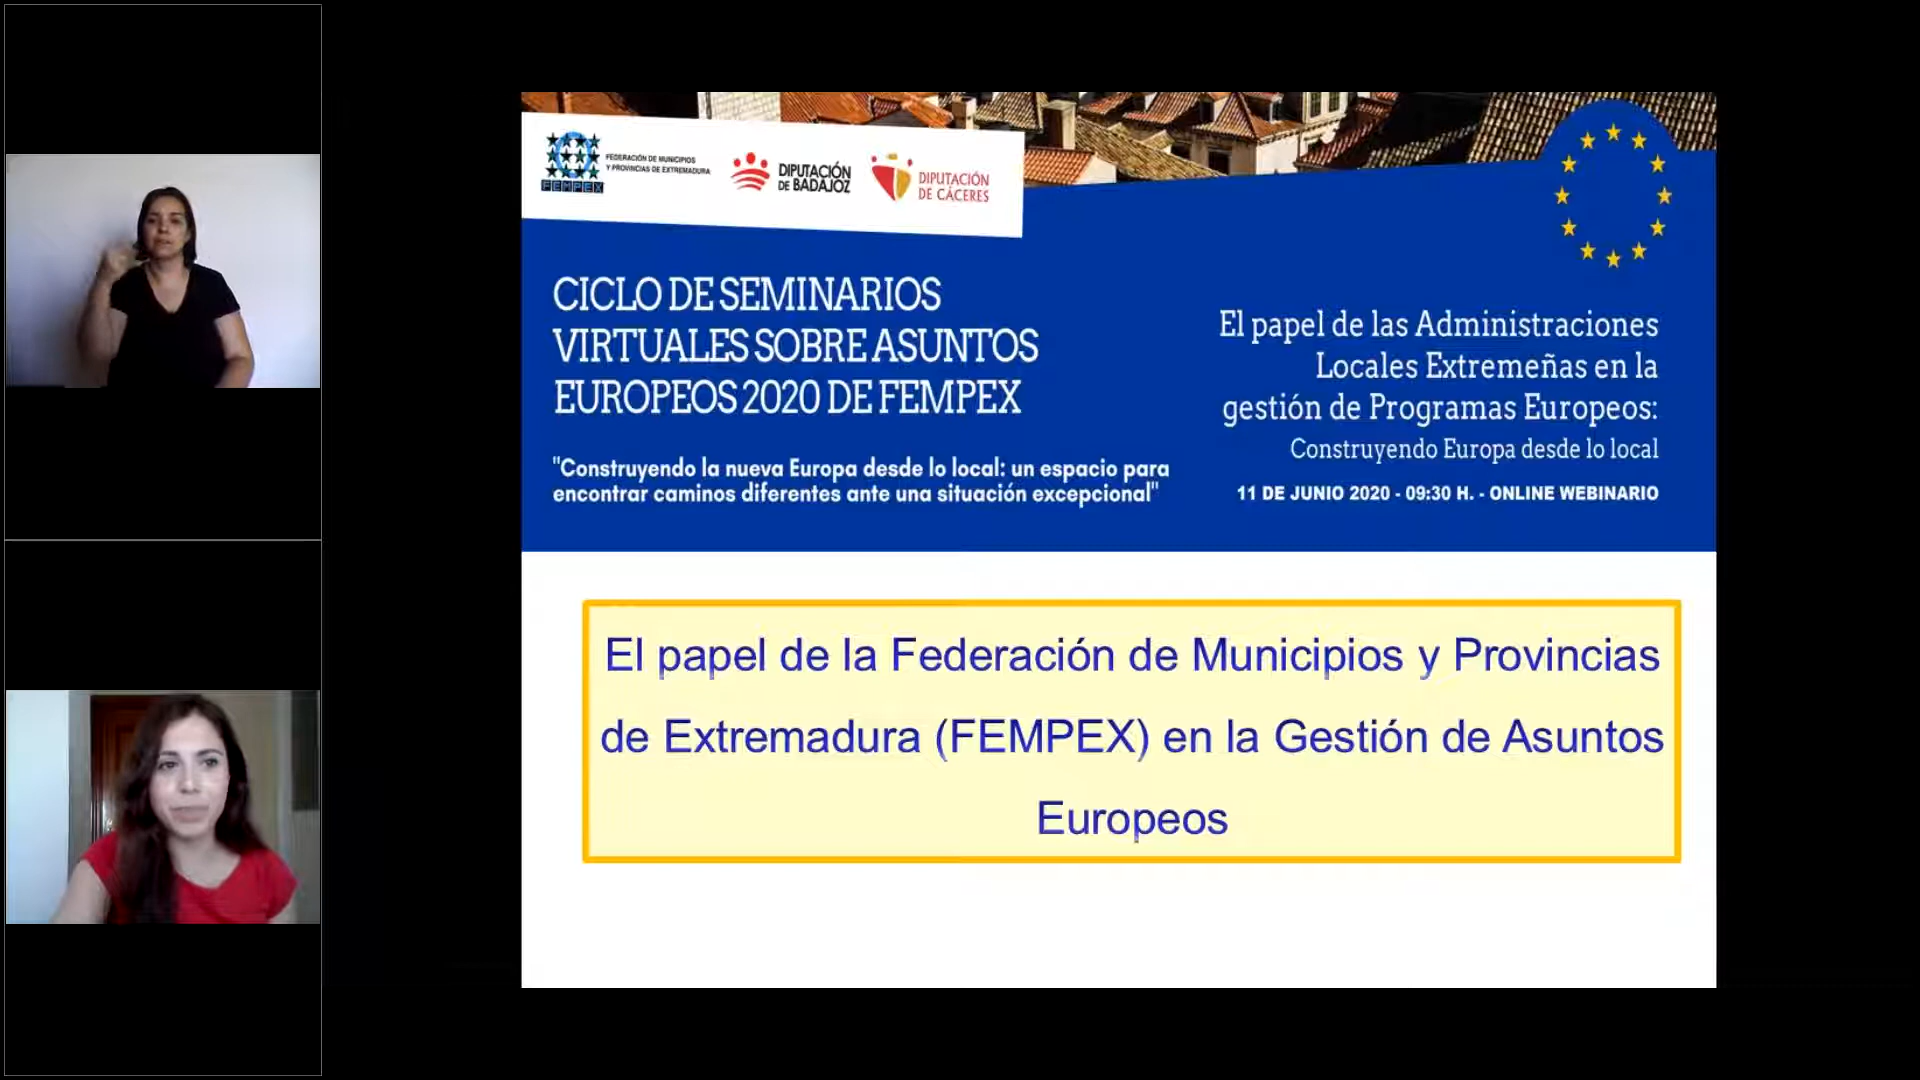 FEDERACIÓN DE MUNICIPIOS
Y PROVINCIAS DE EXTREMADURA
FEMPEX
DIPUTACIÓN
DE BADAJOZ
DIPUTACIÓN
DE CÁCERES
CICLO DE SEMINARIOS
VIRTUALES SOBRE ASUNTOS
EUROPEOS 2020 DE FEMPEX
"Construyendo la nueva Europa desde lo local: un espacio para
encontrar caminos diferentes ante una situación excepcional"
El papel de las Administraciones
Locales Extremeñas en la
gestión de Programas Europeos:
Construyendo Europa desde lo local
11 DE JUNIO 2020 - 09:30 H. - ONLINE WEBINARIO
El papel de la Federación de Municipios y Provincias
de Extremadura (FEMPEX) en la Gestión de Asuntos
Europeos